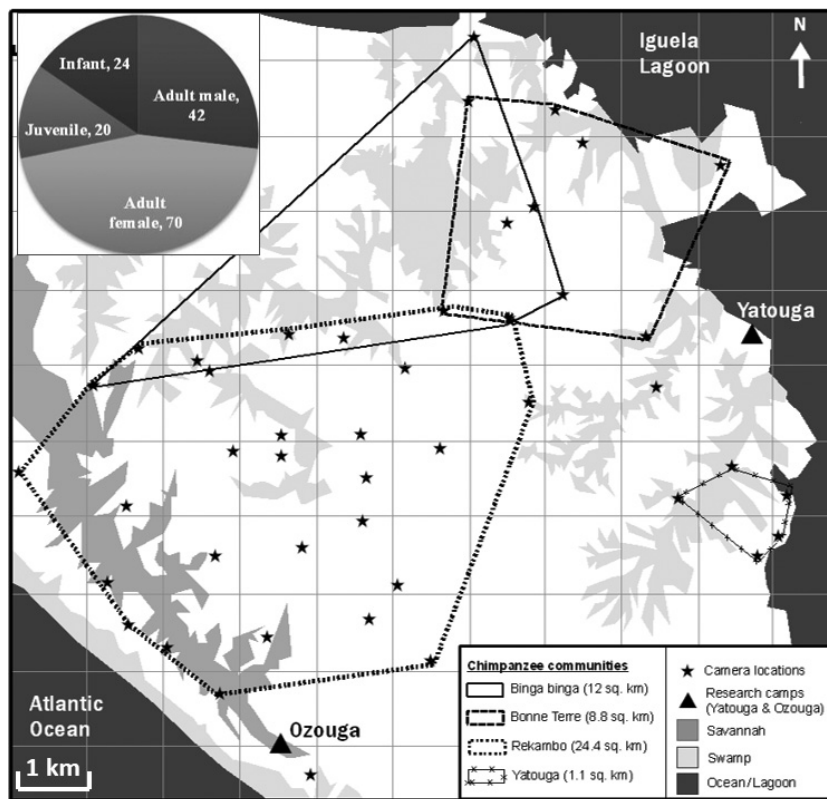 Infant, 24
Adult male,
42
Juvenile, 20
Adult
female, 70
Iguela
Lagoon
N
Yatouga
Atlantic
Ocean
Ozouga
1 km
Chimpanzee communities
Binga binga (12 sq. km)
Bonne Terre (8.8 sq. km)
Rekambo (24.4 sq. km)
Yatouga (1.1 sq. km)
Camera locations
Research camps
(Yatouga & Ozouga)
Savannah
Swamp
Ocean/Lagoon